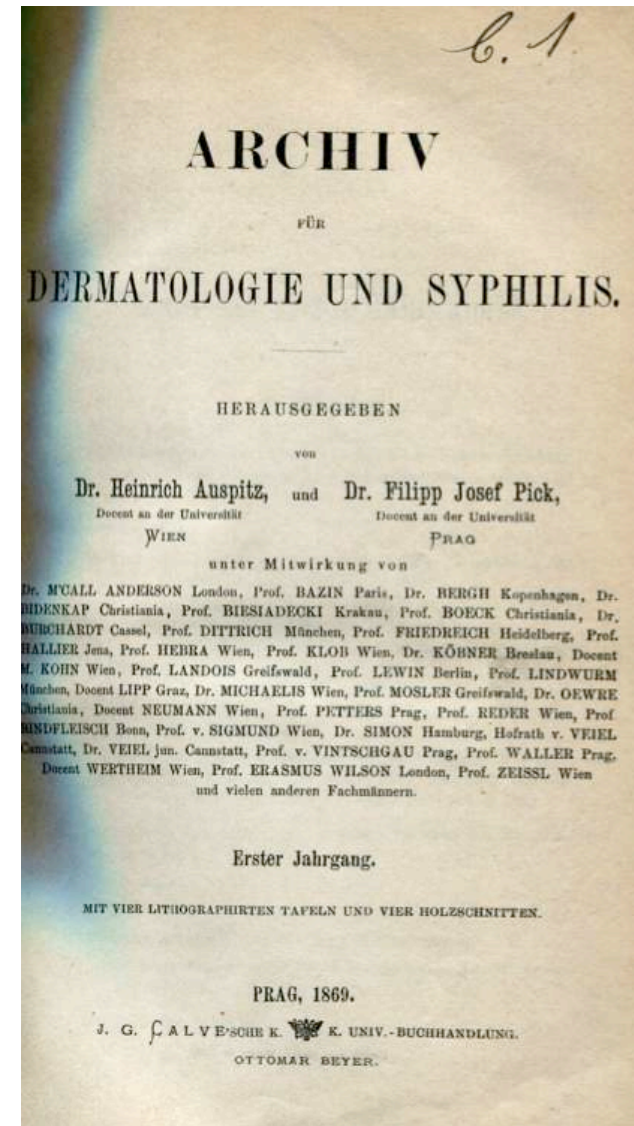 C. 1
ARCHIV
FÜR
DERMATOLOGIE UND SYPHILIS.
HERAUSGEGEBEN
von
Dr. Heinrich Auspitz, und Dr. Filipp Josef Pick,
Docent an der Universität Docent an der Universität
WIEN PRAG
unter Mitwirkung von
Dr. M'CALL ANDERSON London, Prof. BAZIN Paris, Dr. BERGH Kopenhagen, Dr.
BIDENKAP Christiania, Prof. BIESIADECKI Krakau, Prof. BOECK Christiania, Dr.
BURCHARDT Cassel, Prof. DITTRICH München, Prof. FRIEDREICH Heidelberg, Prof.
HALLIER Jena, Prof. HEBRA Wien, Prof. KLOB Wien, Dr. KÖBNER Breslau, Docent
M. KOHN Wien, Prof. LANDOIS Greifswald, Prof. LEWIN Berlin, Prof. LINDWURM
München, Docent LIPP Graz, Dr. MICHAELIS Wien, Prof. MOSLER Greifswald, Dr. OEWRE
Christiania, Docent NEUMANN Wien, Prof. PETTERS Prag, Prof. REDER Wien, Prof
RINDFLEISCH Bonn, Prof. v. SIGMUND Wien, Dr. SIMON Hamburg, Hofrath v. VEIEL
Cannstatt, Dr. VEIEL jun. Cannstatt, Prof. v. VINTSCHGAU Prag, Prof. WALLER Prag,
Docent WERTHEIM Wien, Prof. ERASMUS WILSON London, Prof. ZEISSL Wien
und vielen anderen Fachmännern.
Erster Jahrgang.
MIT VIER LITHOGRAPHIRTEN TAFELN UND VIER HOLZSCHNITTEN.
PRAG, 1869.
J. G. CALVE'SCHE K. K. UNIV.-BUCHHANDLUNG.
OTTOMAR BEYER.